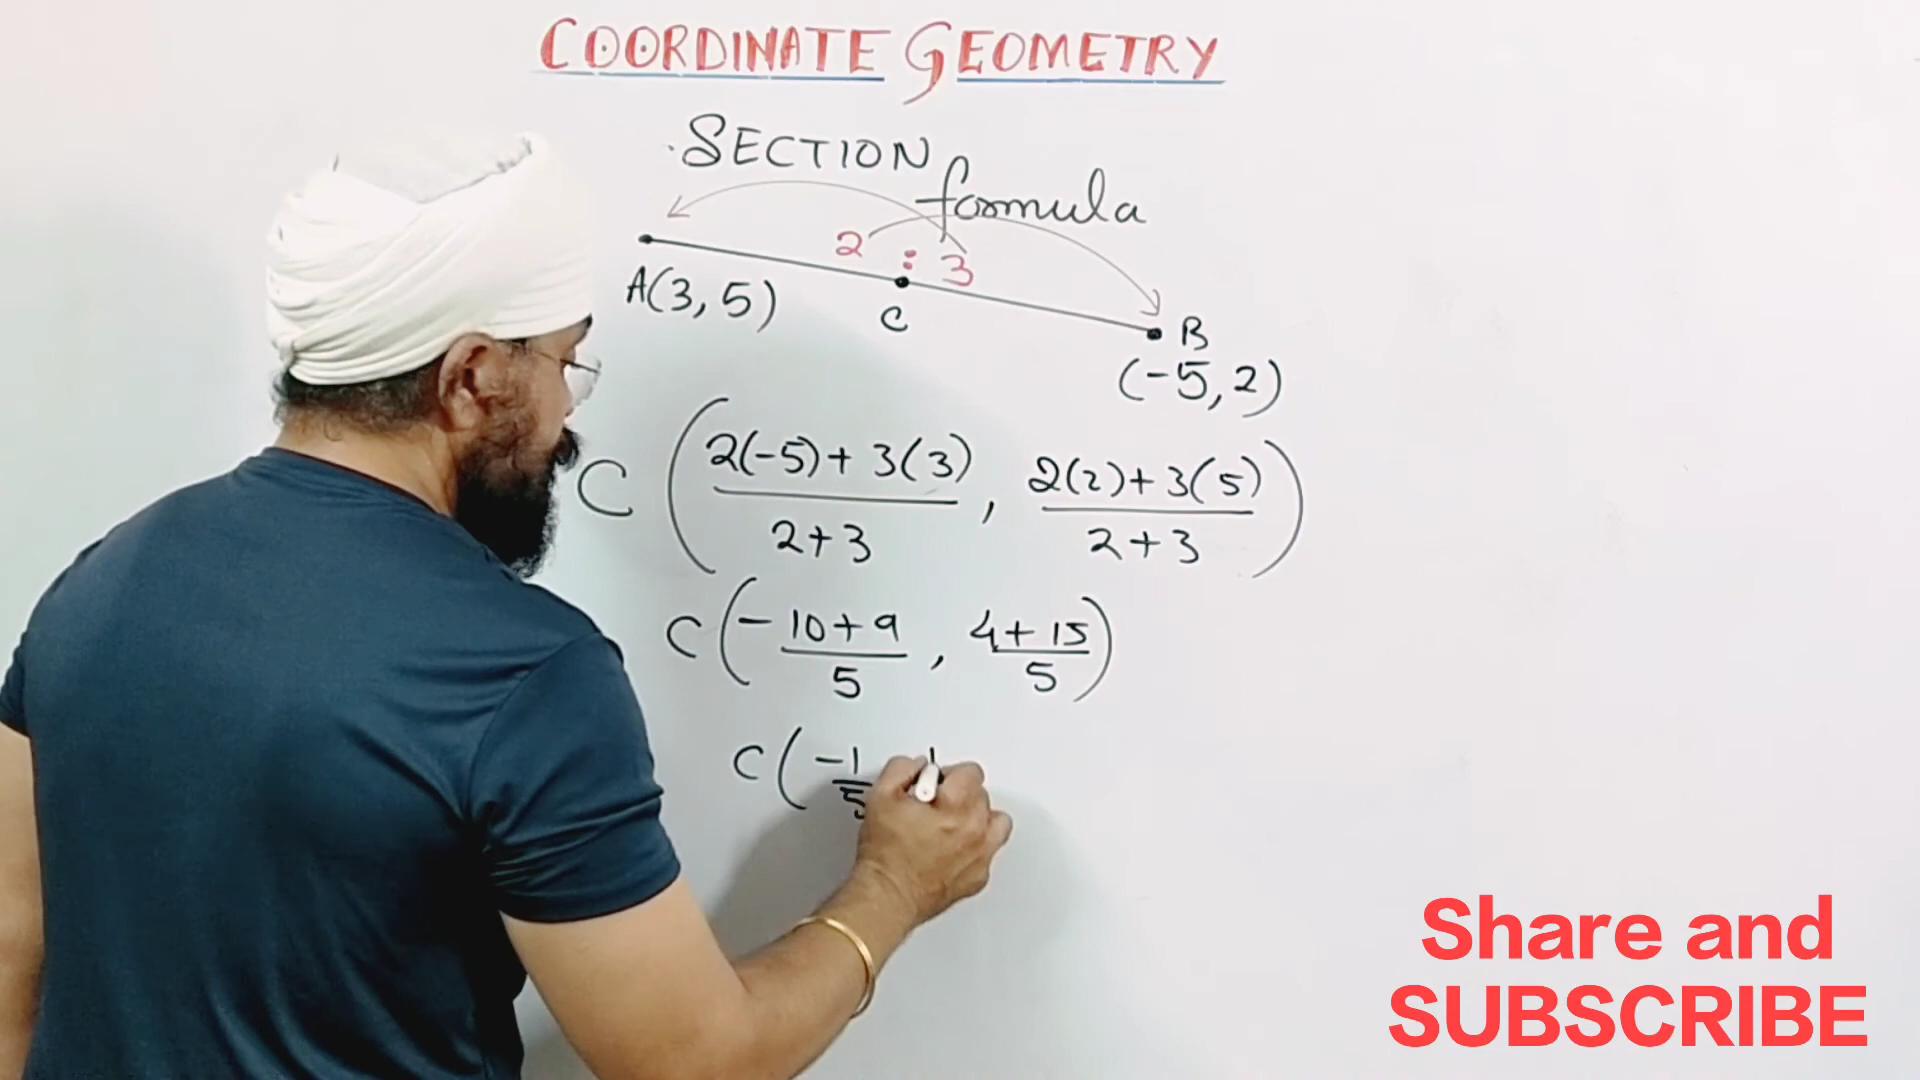 COORDINATE GEOMETRY
SECTION
formula
2 : 3
A(3, 5)
C
B
(-5, 2)
C ( 2(-5)+3(3) / 2+3 , 2(2)+3(5) / 2+3 )
C ( -10+9 / 5 , 4+15 / 5 )
C ( -1 / 5
Share and
SUBSCRIBE